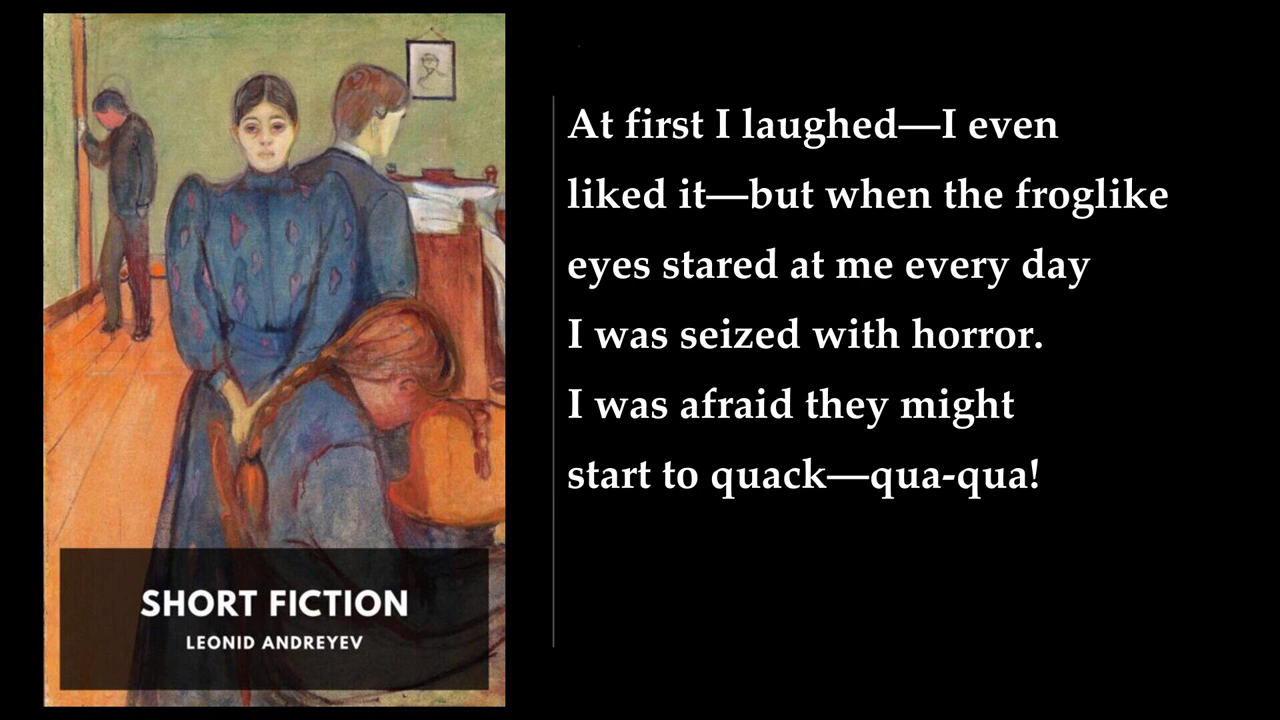 At first I laughed—I even
liked it—but when the froglike
eyes stared at me every day
I was seized with horror.
I was afraid they might
start to quack—qua-qua!
SHORT FICTION
LEONID ANDREYEV